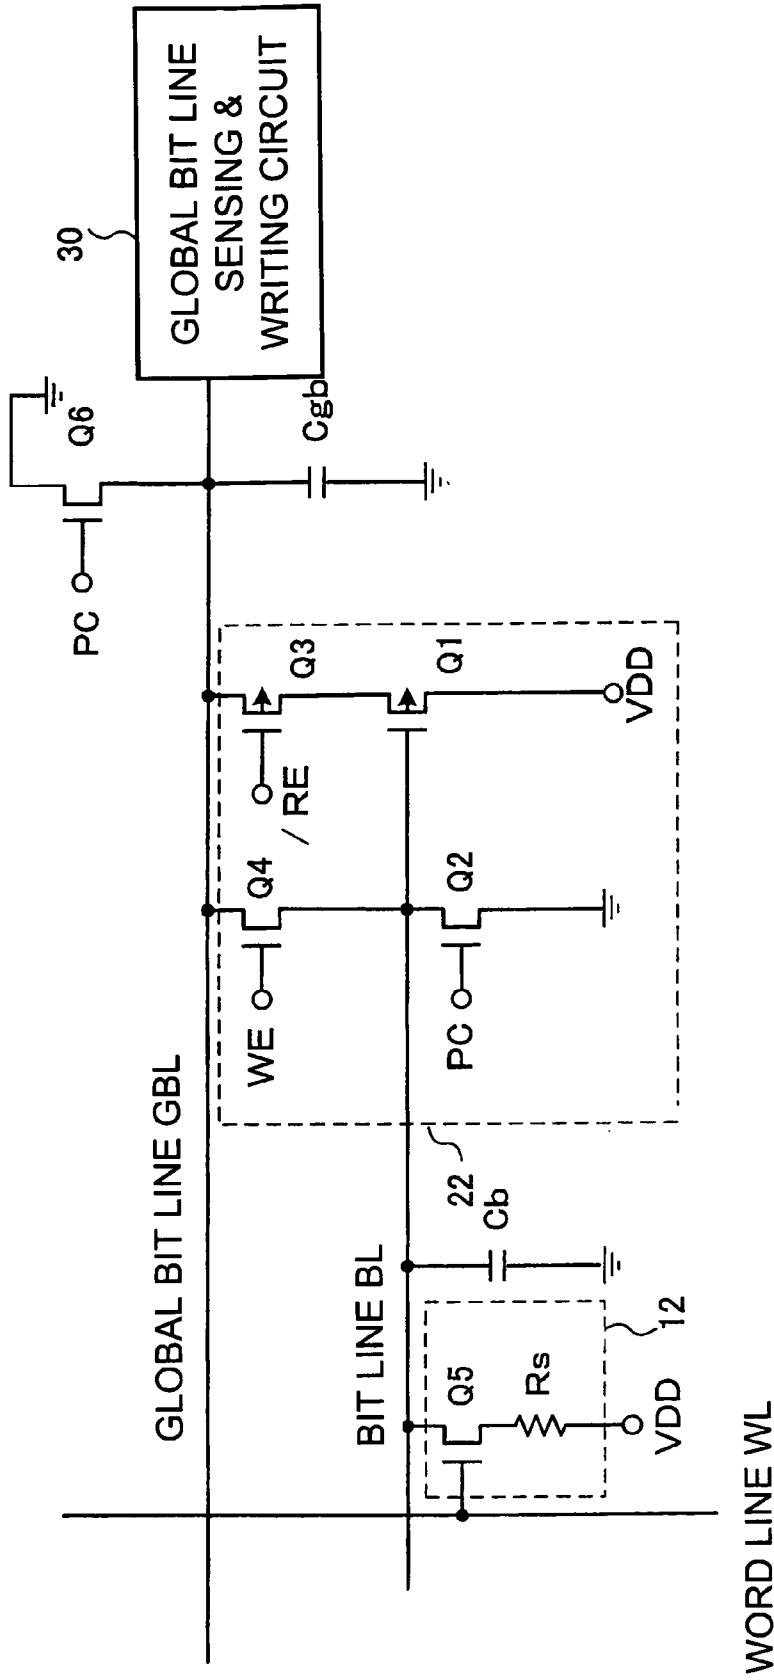 GLOBAL BIT LINE
SENSING &
WRITING CIRCUIT
30
Q6
PC
Cgb
GLOBAL BIT LINE GBL
WE
Q4
/ RE
Q3
Q1
VDD
PC
Q2
22
BIT LINE BL
Cb
Q5
Rs
12
VDD
WORD LINE WL